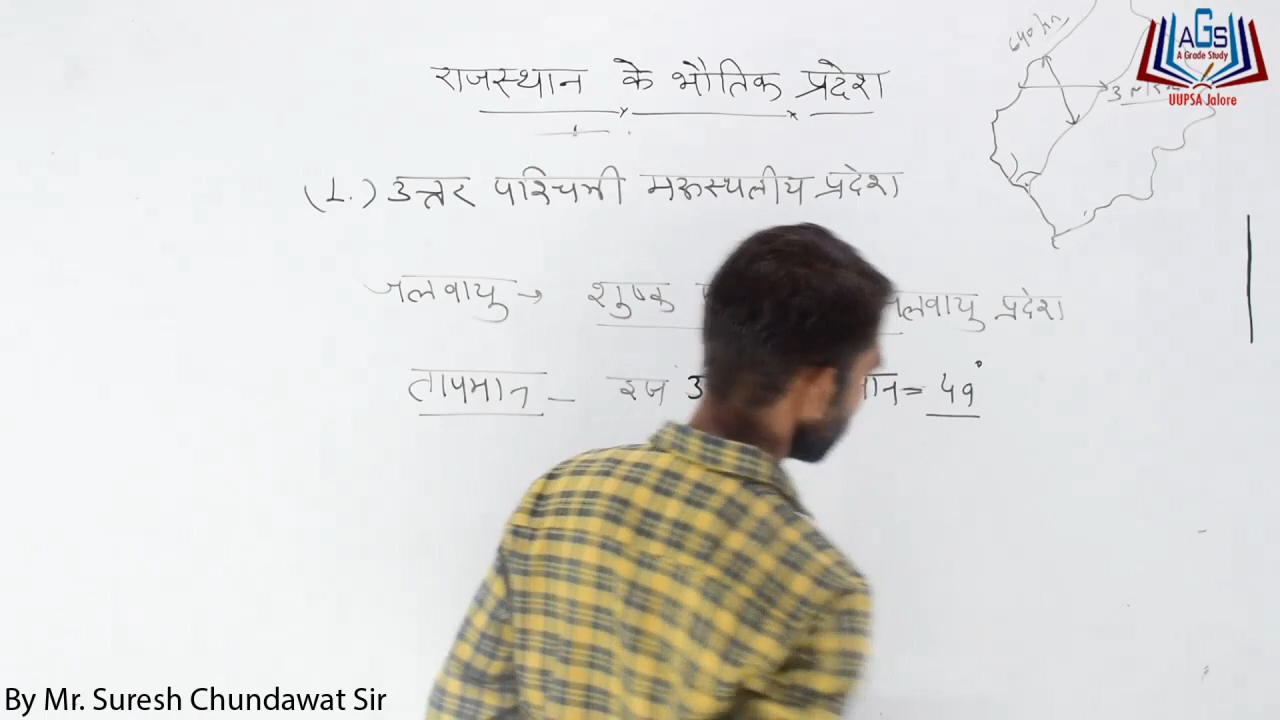 राजस्थान के भौतिक प्रदेश
(1.) उत्तर पश्चिमी मरूस्थलीय प्रदेश
जलवायु → शुष्क जलवायु प्रदेश
तापमान – = 49°
640 km
AGS
A Grade Study
UUPSA Jalore
By Mr. Suresh Chundawat Sir